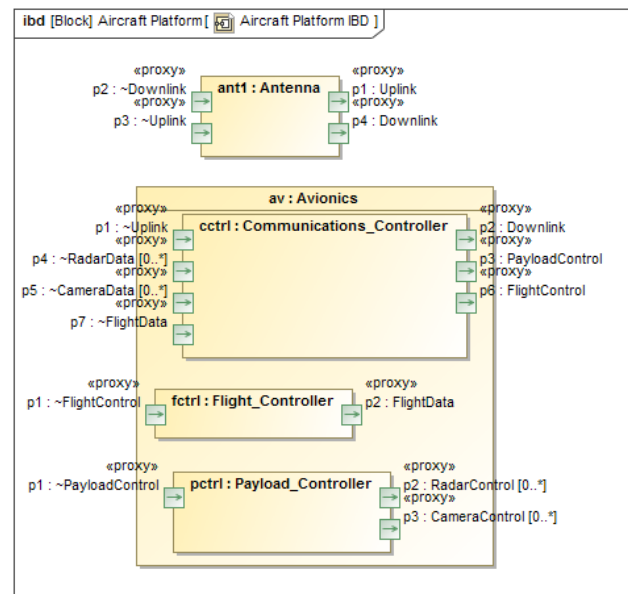 ibd [Block] Aircraft Platform [ Aircraft Platform IBD ]
«proxy»
p2 : ~Downlink
«proxy»
p3 : ~Uplink
ant1 : Antenna
«proxy»
p1 : Uplink
«proxy»
p4 : Downlink
av : Avionics
«proxy»
p1 : ~Uplink
«proxy»
p4 : ~RadarData [0..*]
«proxy»
p5 : ~CameraData [0..*]
«proxy»
p7 : ~FlightData
cctrl : Communications_Controller
«proxy»
p2 : Downlink
«proxy»
p3 : PayloadControl
«proxy»
p6 : FlightControl
«proxy»
p1 : ~FlightControl
fctrl : Flight_Controller
«proxy»
p2 : FlightData
«proxy»
p1 : ~PayloadControl
pctrl : Payload_Controller
«proxy»
p2 : RadarControl [0..*]
«proxy»
p3 : CameraControl [0..*]